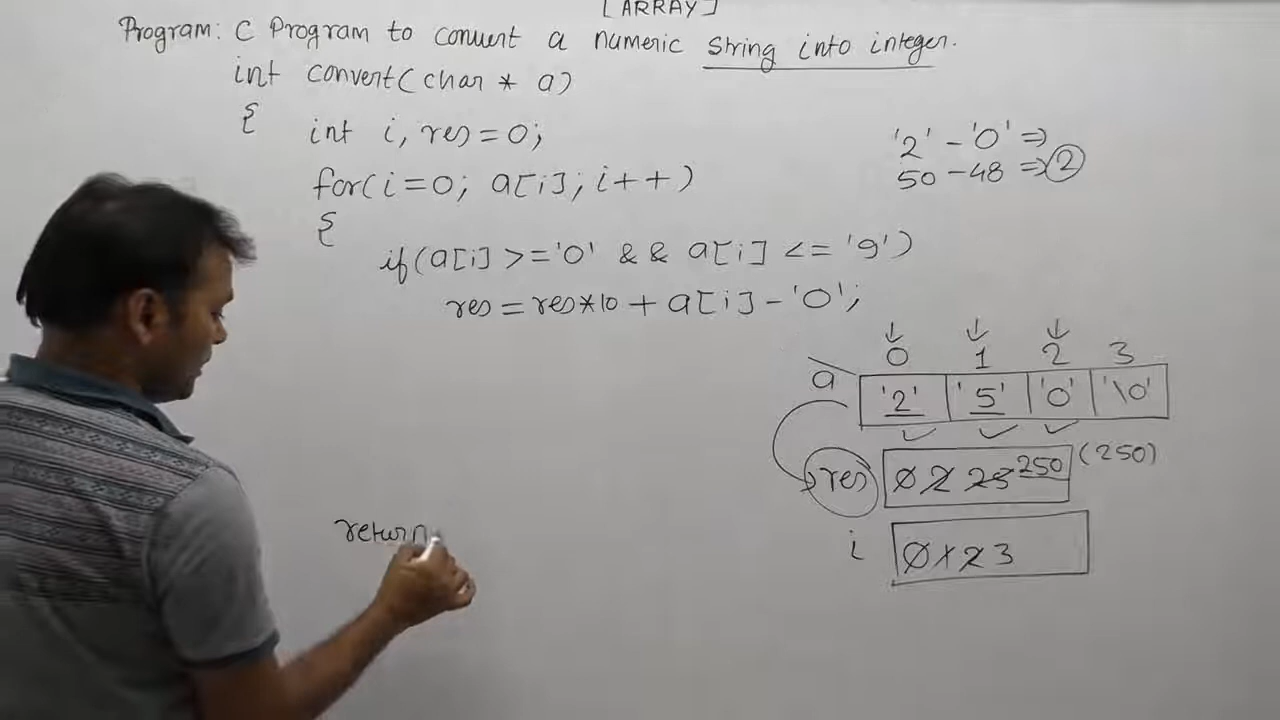 [ARRAY]
Program: C Program to convert a numeric string into integer.
int convert(char * a)
{
int i, res=0;
for(i=0; a[i]; i++)
{
if(a[i] >='0' && a[i] <= '9')
res=res*10 + a[i]-'0';
return
'2' - '0' ⇒
50 - 48 ⇒ 2
0 1 2 3
a '2' '5' '0' '\0'
res 0 2 25 250 (250)
i 0 1 2 3